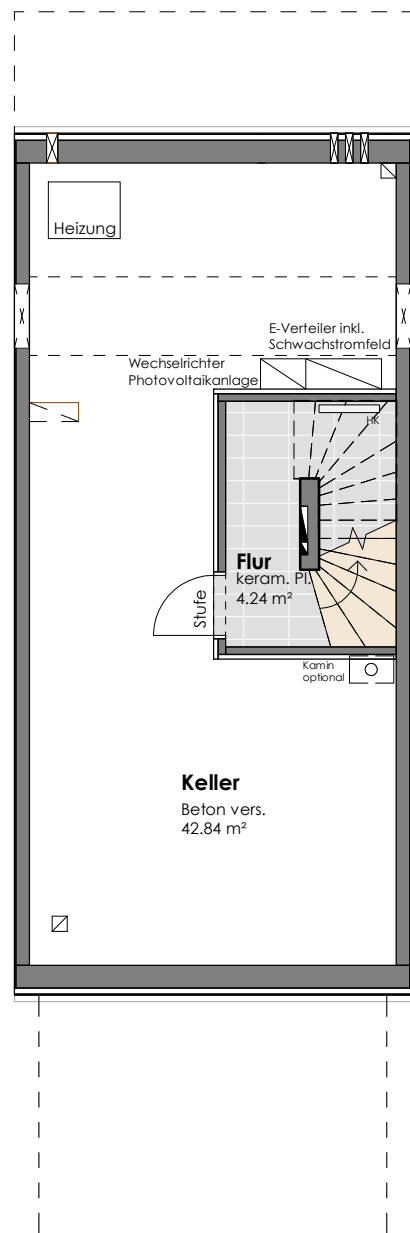 Heizung
E-Verteiler inkl.
Schwachstromfeld
Wechselrichter
Photovoltaikanlage
HK
Flur
keram. Pl.
4.24 m²
Stufe
Kamin
optional
Keller
Beton vers.
42.84 m²